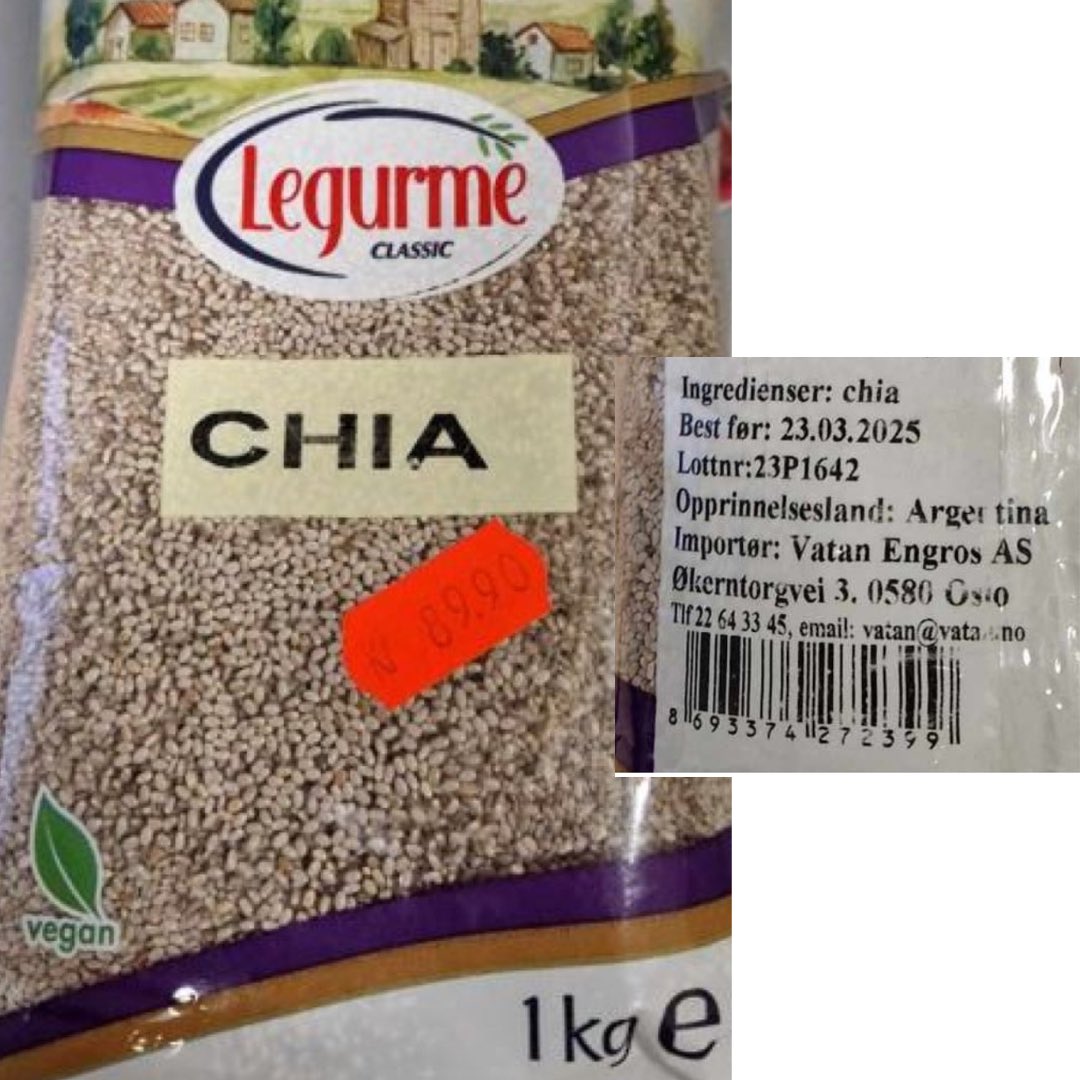 Legurme
CLASSIC
CHIA
K 89.90
vegan
1kg e
Ingredienser: chia
Best før: 23.03.2025
Lottnr:23P1642
Opprinnelsesland: Argentina
Importør: Vatan Engros AS
Økerntorgvei 3. 0580 Oslo
Tlf 22 64 33 45, email:
8 693374 272399